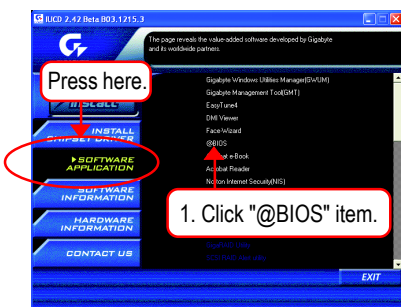 IUCD 2.42 Beta B03.1215.3
The page reveals the value-added software developed by Gigabyte
and its worldwide partners.
Press here.
INSTALL
CHIPSET DRIVER
SOFTWARE
APPLICATION
SOFTWARE
INFORMATION
HARDWARE
INFORMATION
CONTACT US
Gigabyte Windows Utilities Manager(GWUM)
Gigabyte Management Tool(GMT)
EasyTune4
DMI Viewer
Face-Wizard
@BIOS
e-Book
Acrobat Reader
Norton Internet Security(NIS)
1. Click "@BIOS" item.
EXIT